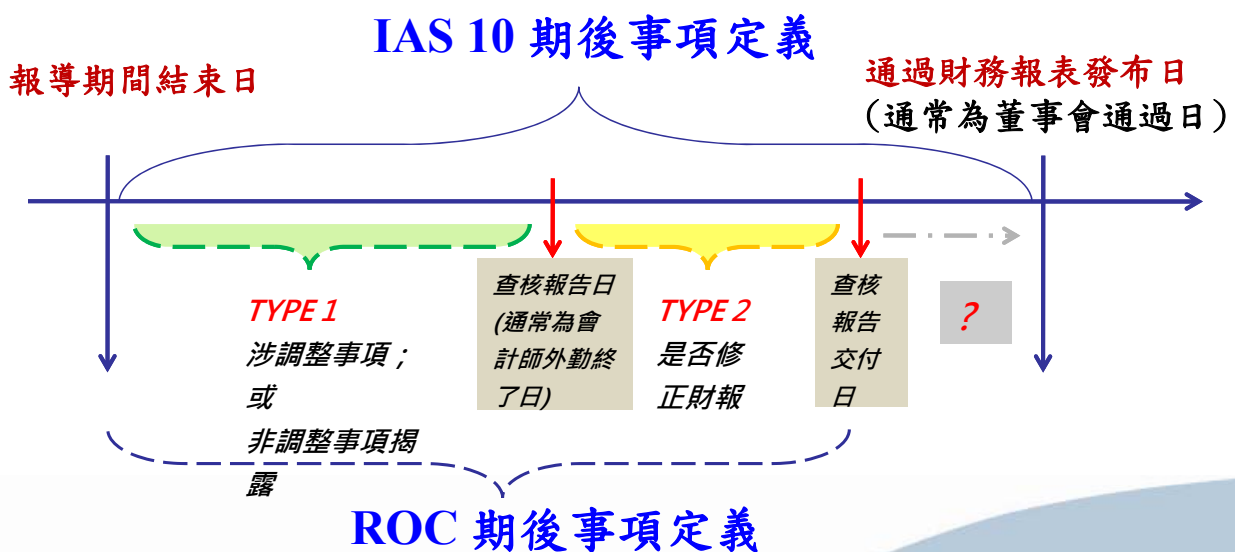 IAS 10 期後事項定義
報導期間結束日
通過財務報表發布日
(通常為董事會通過日)
TYPE 1
涉調整事項；
或
非調整事項揭
露
查核報告日
(通常為會
計師外勤終
了日)
TYPE 2
是否修
正財報
查核
報告
交付
日
?
ROC 期後事項定義